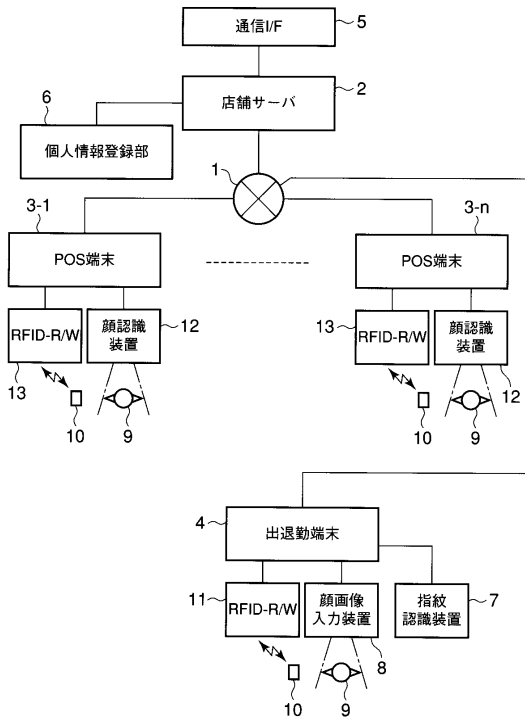 通信I/F
5
店舗サーバ
2
6
個人情報登録部
1
3-1
POS端末
3-n
POS端末
RFID-R/W
顔認識
装置
12
13
10
9
13
RFID-R/W
顔認識
装置
12
10
9
4
出退勤端末
11
RFID-R/W
顔画像
入力装置
8
指紋
認識装置
7
10
9